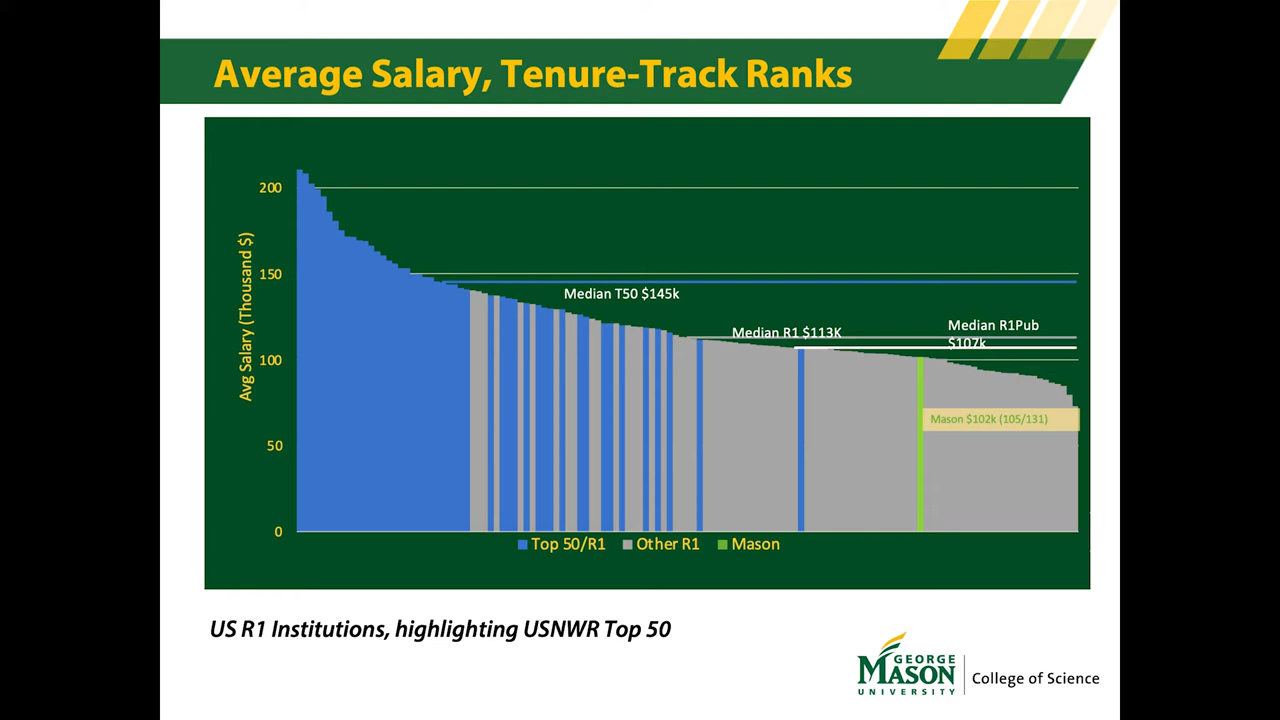 Average Salary, Tenure-Track Ranks
Avg Salary (Thousand $)
200
150
100
50
0
Median T50 $145k
Median R1 $113K
Median R1Pub
$107k
Mason $102k (105/131)
Top 50/R1 Other R1 Mason
US R1 Institutions, highlighting USNWR Top 50
GEORGE
MASON
UNIVERSITY
College of Science